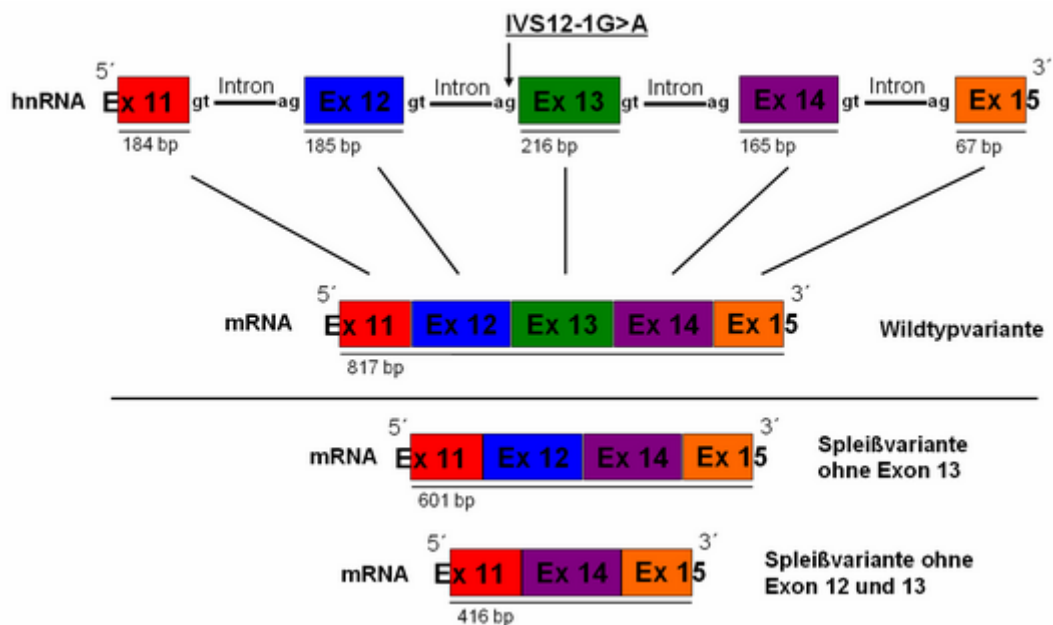 IVS12-1G>A
5´ 3´
hnRNA Ex 11 gt Intron ag Ex 12 gt Intron ag Ex 13 gt Intron ag Ex 14 gt Intron ag Ex 15
184 bp 185 bp 216 bp 165 bp 67 bp
5´ 3´
mRNA Ex 11 Ex 12 Ex 13 Ex 14 Ex 15 Wildtypvariante
817 bp
5´ 3´
mRNA Ex 11 Ex 12 Ex 14 Ex 15
Spleißvariante
ohne Exon 13
601 bp
5´ 3´
mRNA Ex 11 Ex 14 Ex 15
Spleißvariante ohne
Exon 12 und 13
416 bp